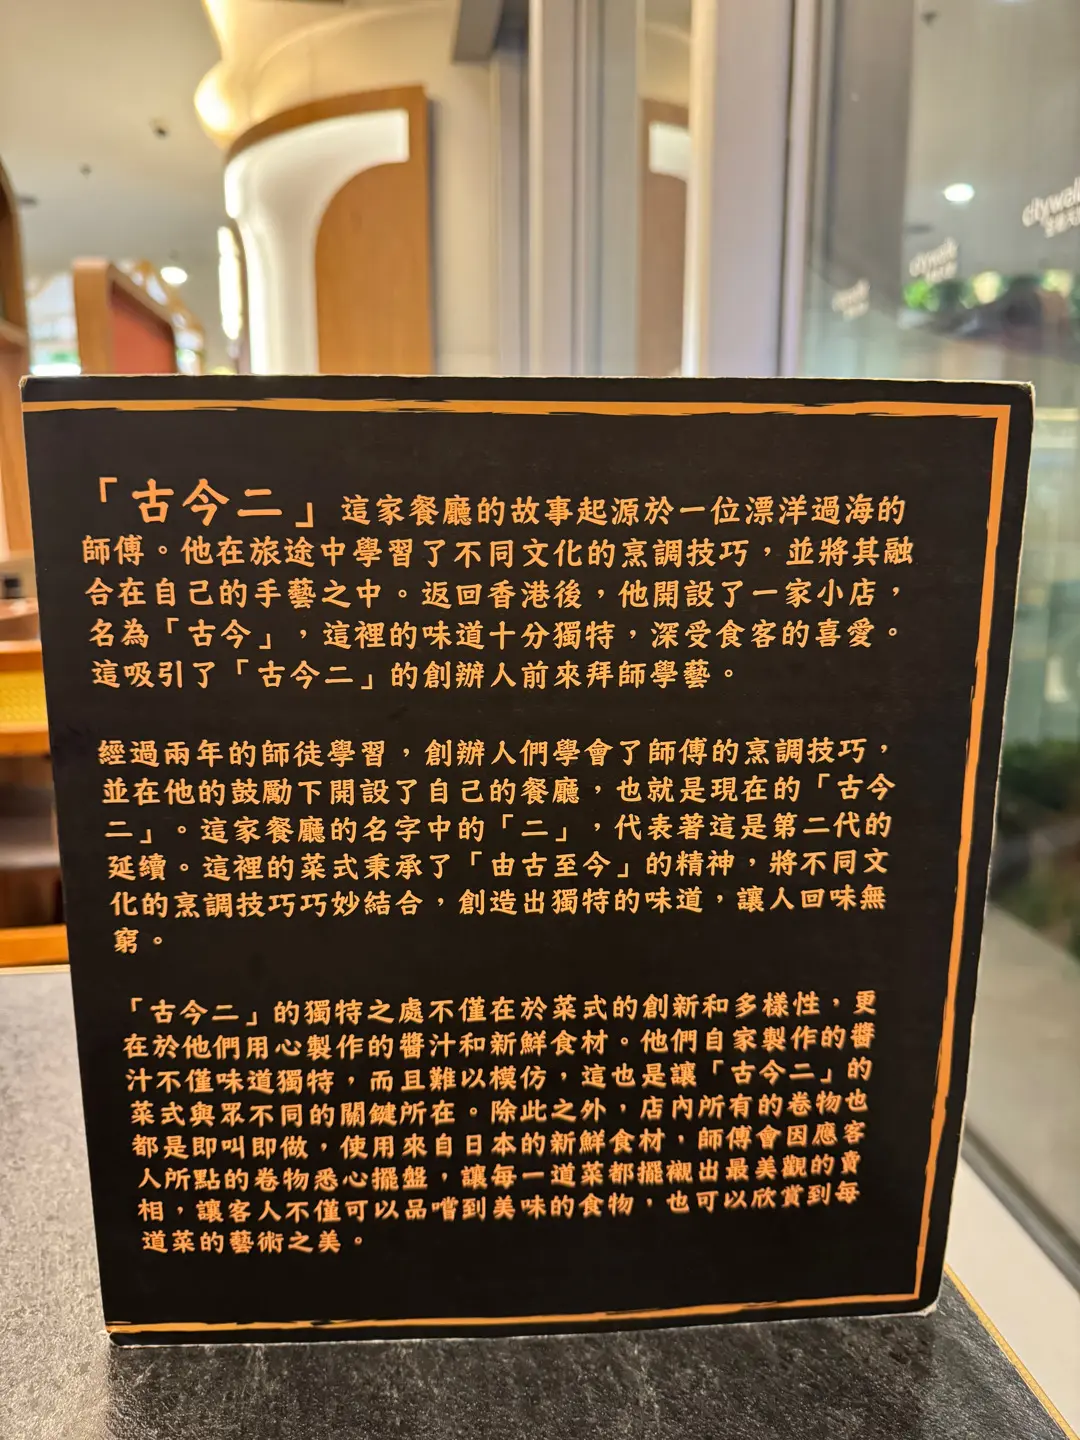 citywalk
citywalk
「古今二」這家餐廳的故事起源於一位漂洋過海的
師傅。他在旅途中學習了不同文化的烹調技巧，並將其融
合在自己的手藝之中。返回香港後，他開設了一家小店，
名為「古今」，這裡的味道十分獨特，深受食客的喜愛。
這吸引了「古今二」的創辦人前來拜師學藝。
經過兩年的師徒學習，創辦人們學會了師傅的烹調技巧，
並在他的鼓勵下開設了自己的餐廳，也就是現在的「古今
二」。這家餐廳的名字中的「二」，代表著這是第二代的
延續。這裡的菜式秉承了「由古至今」的精神，將不同文
化的烹調技巧巧妙結合，創造出獨特的味道，讓人回味無
窮。
「古今二」的獨特之處不僅在於菜式的創新和多樣性，更
在於他們用心製作的醬汁和新鮮食材。他們自家製作的醬
汁不僅味道獨特，而且難以模仿，這也是讓「古今二」的
菜式與眾不同的關鍵所在。除此之外，店內所有的卷物也
都是即叫即做，使用來自日本的新鮮食材，師傅會因應客
人所點的卷物悉心擺盤，讓每一道菜都擺襯出最美觀的賣
相，讓客人不僅可以品嚐到美味的食物，也可以欣賞到每
道菜的藝術之美。